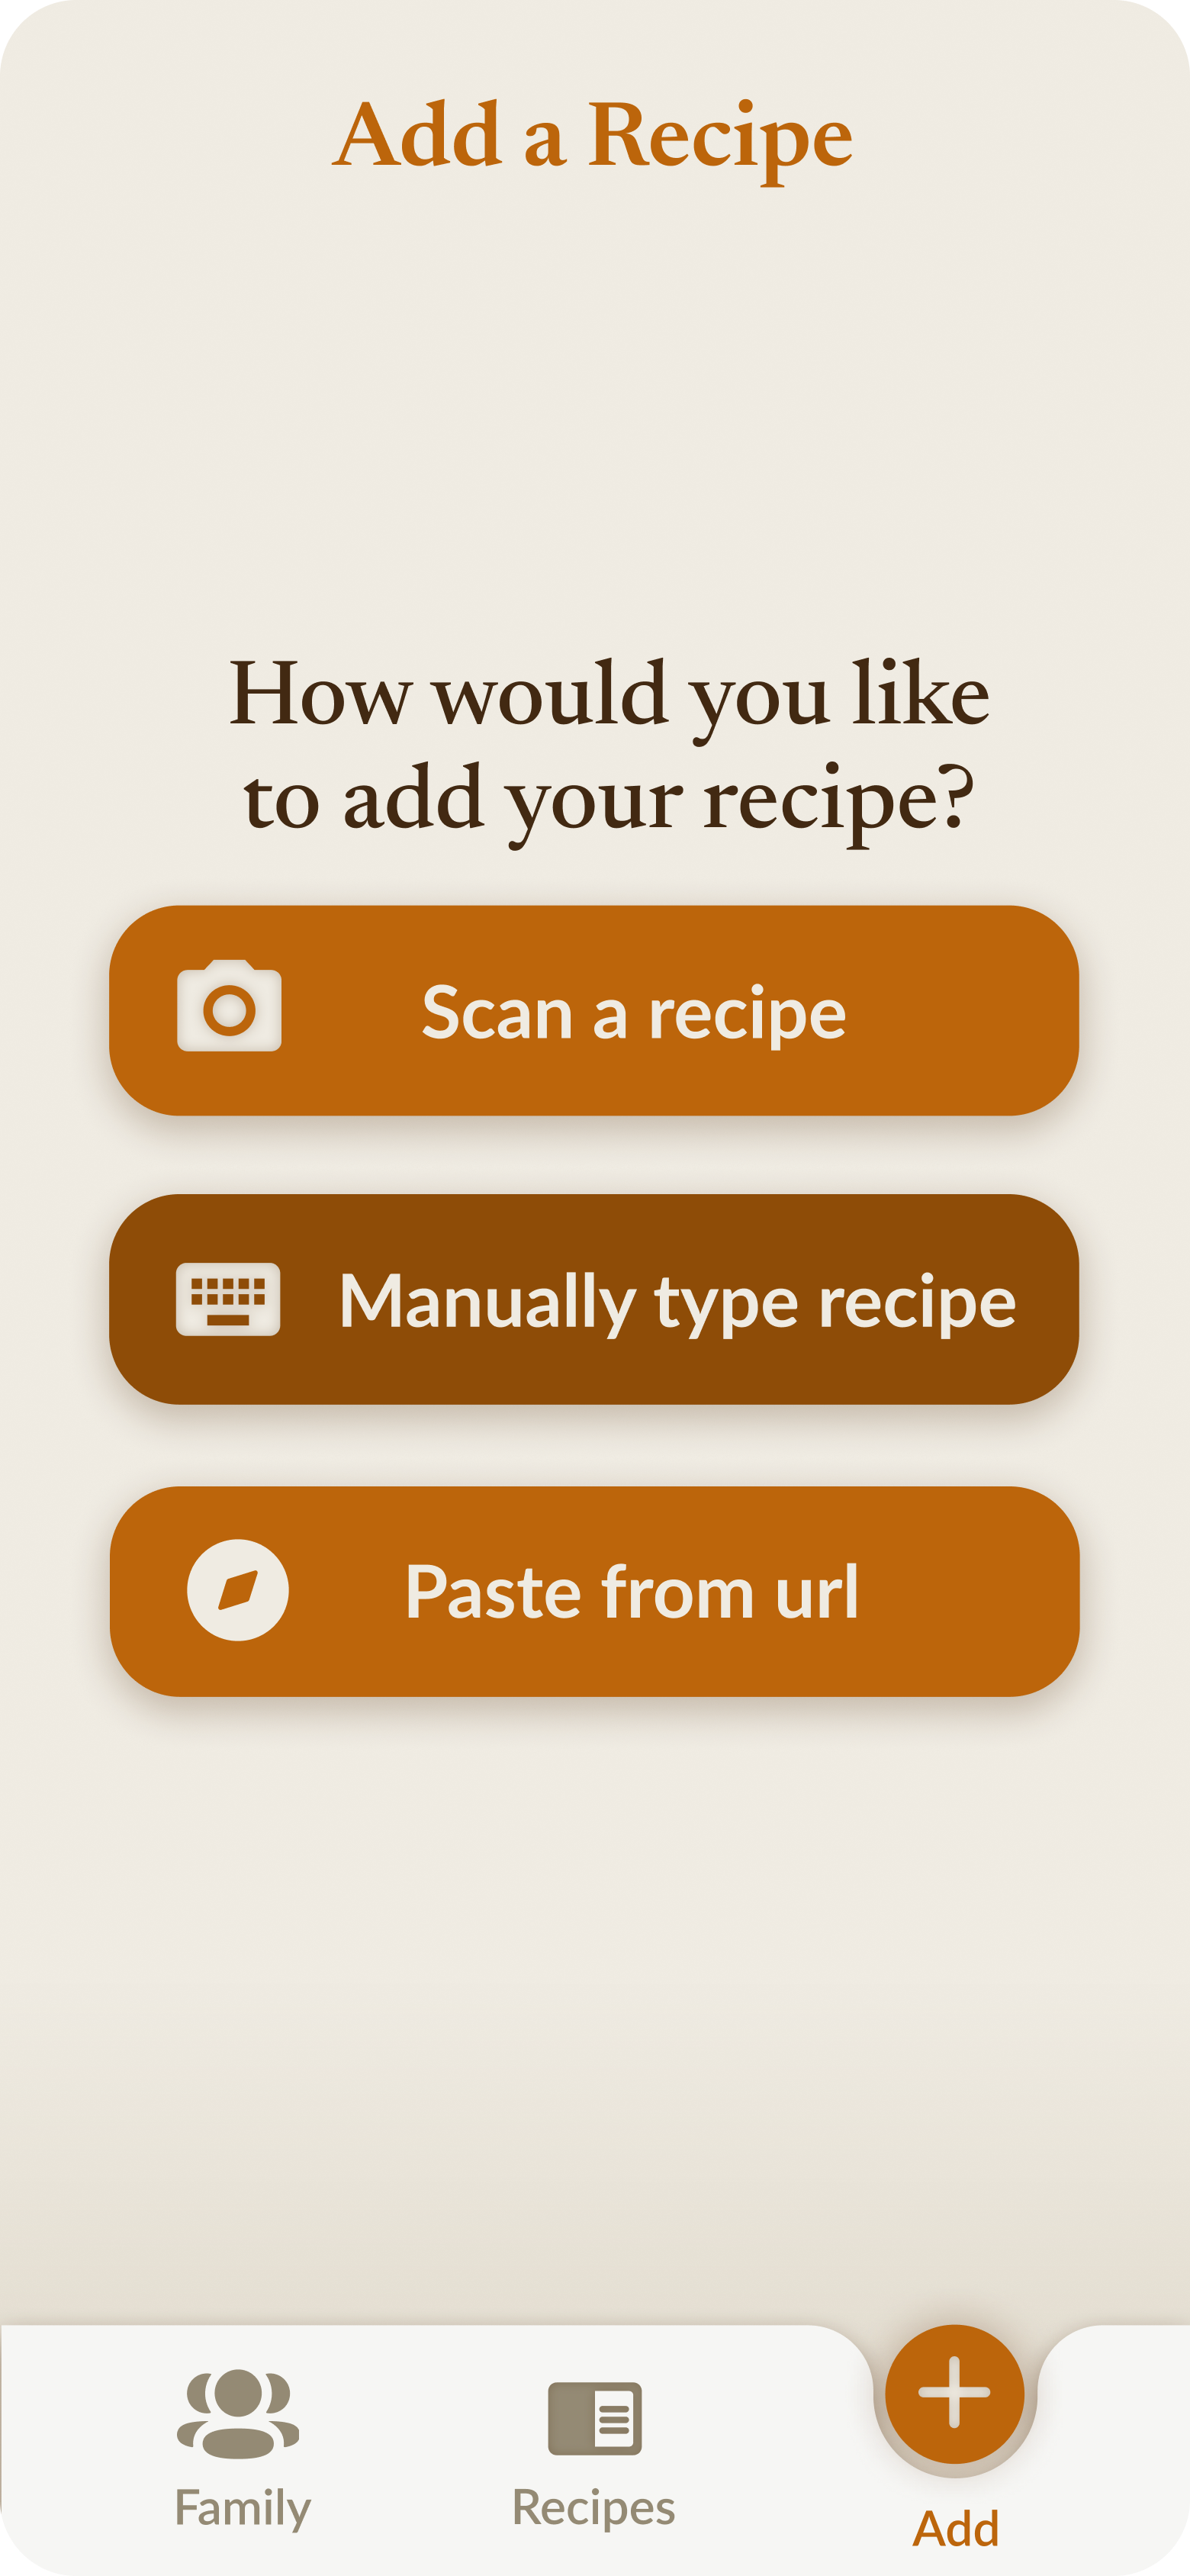 Add a Recipe
How would you like
to add your recipe?
Scan a recipe
Manually type recipe
Paste from url
Family
Recipes
Add